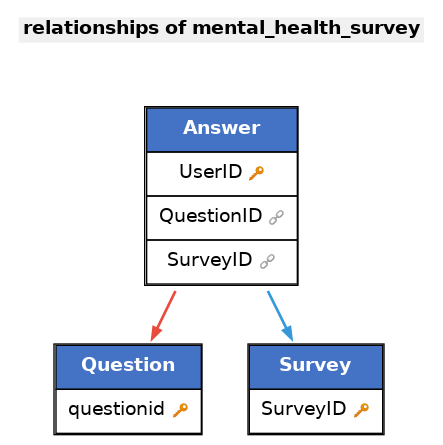 relationships of mental_health_survey
Answer
UserID
QuestionID
SurveyID
Question
questionid
Survey
SurveyID